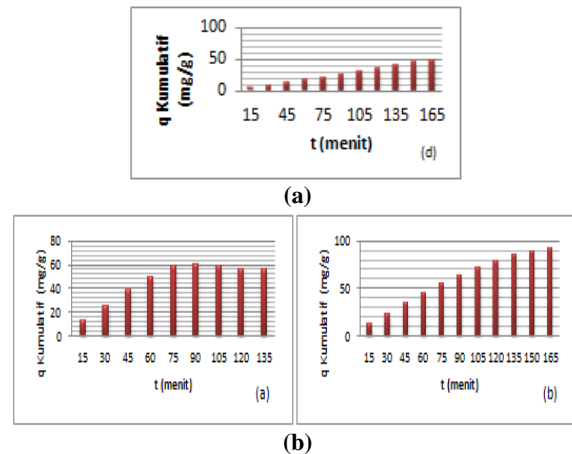 q Kumulatif (mg/g)
100
50
0
15 45 75 105 135 165
t (menit)
(d)
(a)
q Kumulatif (mg/g)
80
60
40
20
0
15 30 45 60 75 90 105 120 135
t (menit)
(a)
q Kumulatif (mg/g)
100
50
0
15 30 45 60 75 90 105 120 135 150 165
t (menit)
(b)
(b)